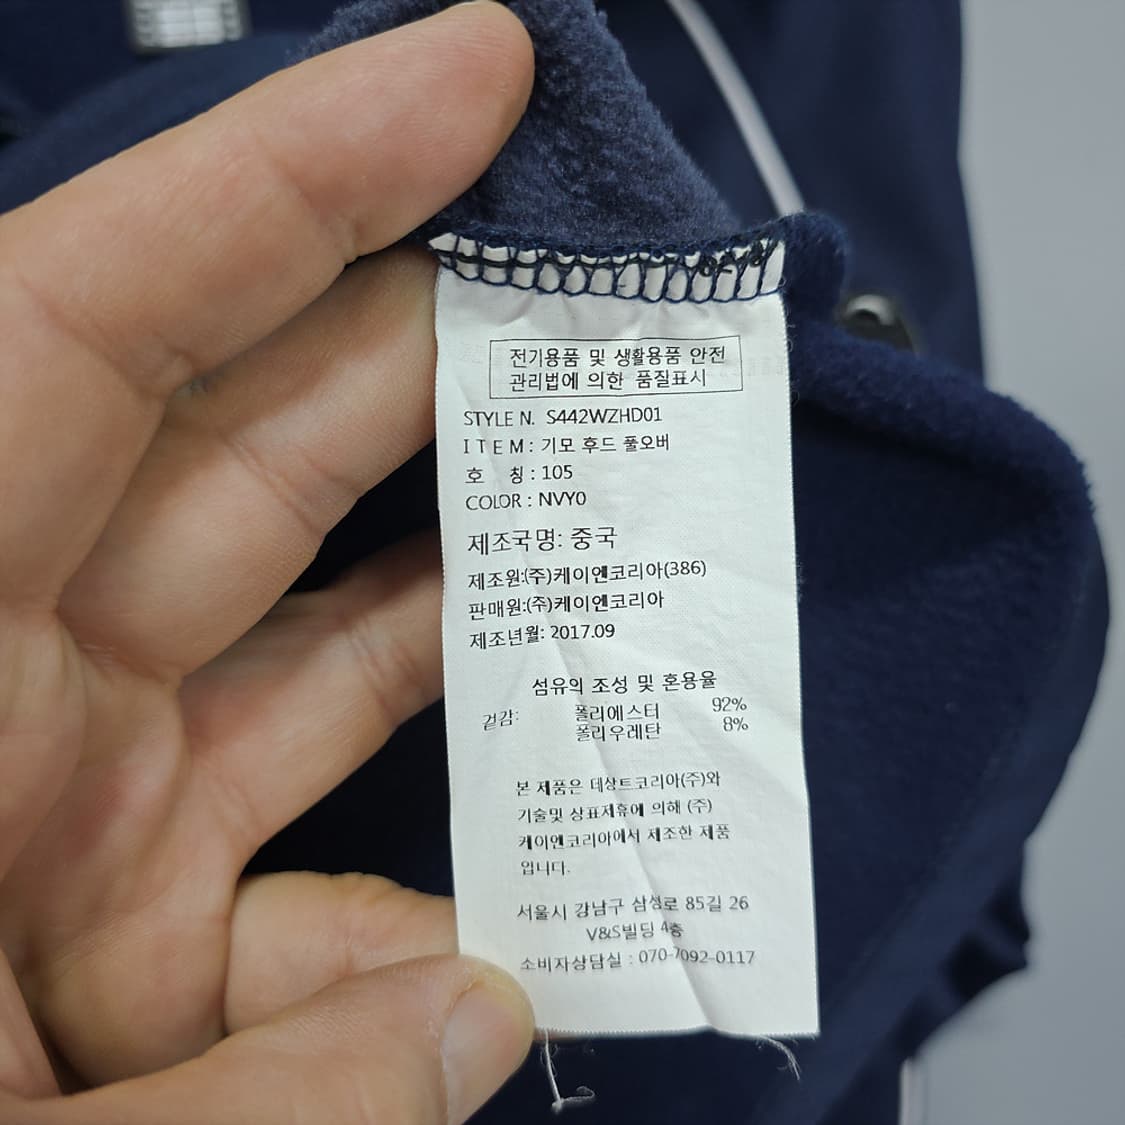 전기용품 및 생활용품 안전
관리법에 의한 품질표시
STYLE N. S442WZHD01
ITEM : 기모 후드 풀오버
호 칭 : 105
COLOR : NVY0
제조국명: 중국
제조원:(주)케이엔코리아(386)
판매원:(주)케이엔코리아
제조년월: 2017.09
섬유의 조성 및 혼용율
겉감: 폴리에스터 92%
폴리우레탄 8%
본 제품은 데상트코리아(주)와
기술및 상표제휴에 의해 (주)
케이엔코리아에서 제조한 제품
입니다.
서울시 강남구 삼성로 85길 26
V&S빌딩 4층
소비자상담실 : 070-7092-0117